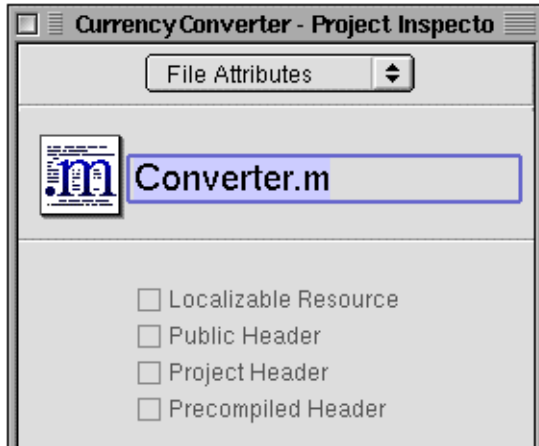 CurrencyConverter - Project Inspecto
File Attributes
.m
Converter.m
Localizable Resource
Public Header
Project Header
Precompiled Header